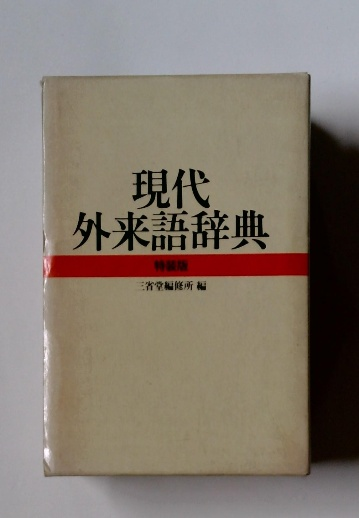 現代
外来語辞典
特装版
三省堂編修所 編